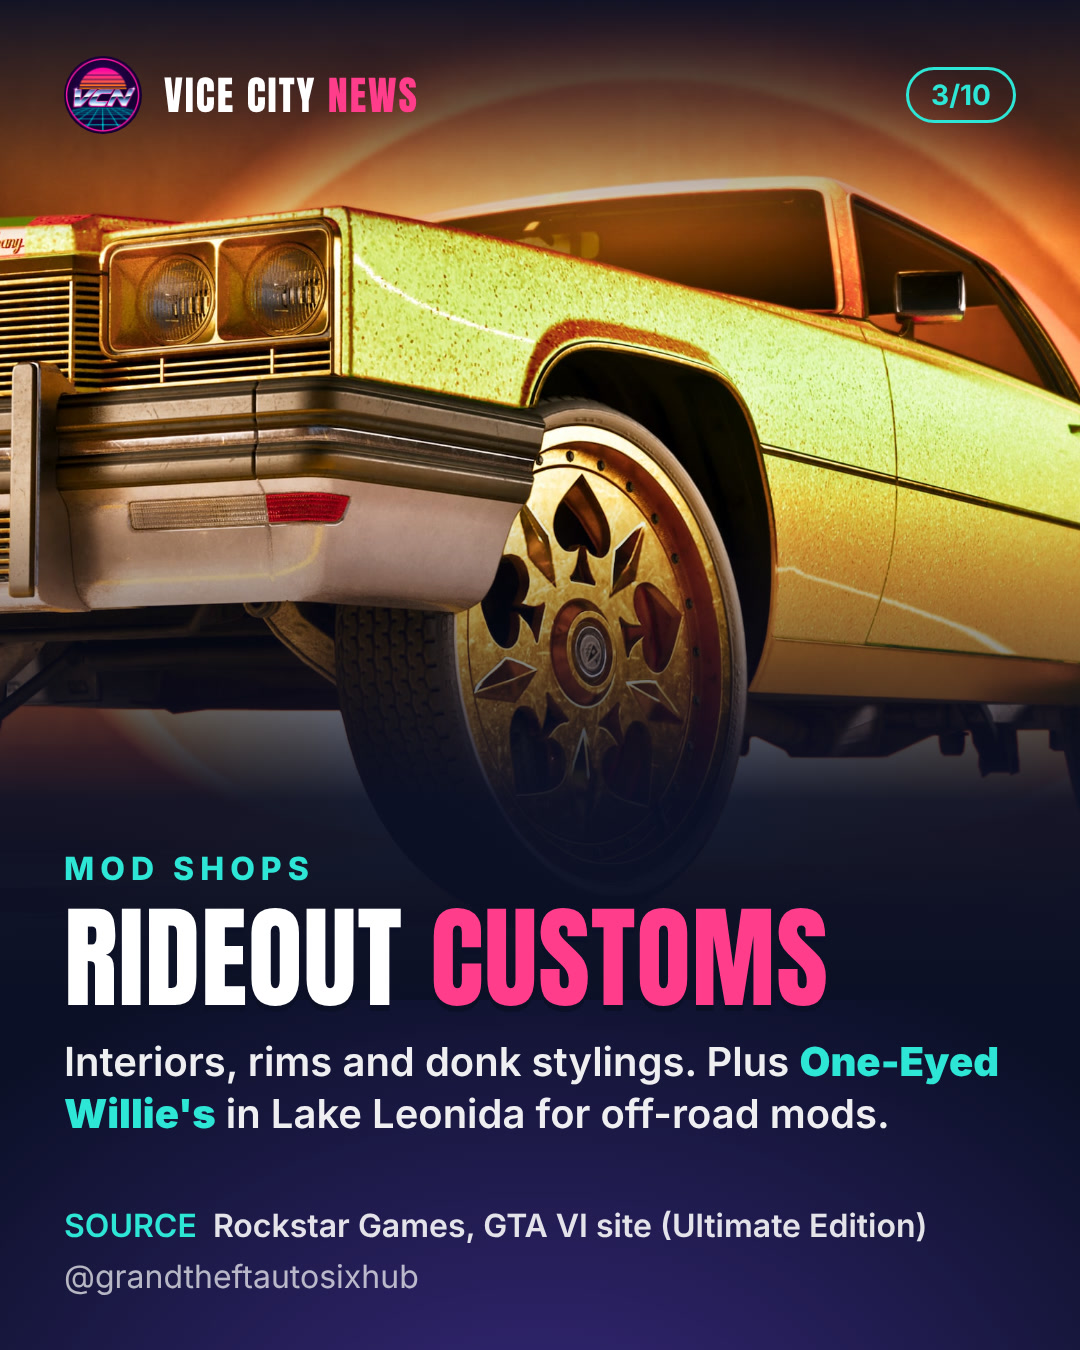 VCN
VICE CITY NEWS
3/10
MOD SHOPS
RIDEOUT CUSTOMS
Interiors, rims and donk stylings. Plus One-Eyed
Willie's in Lake Leonida for off-road mods.
SOURCE Rockstar Games, GTA VI site (Ultimate Edition)
@grandtheftautosixhub